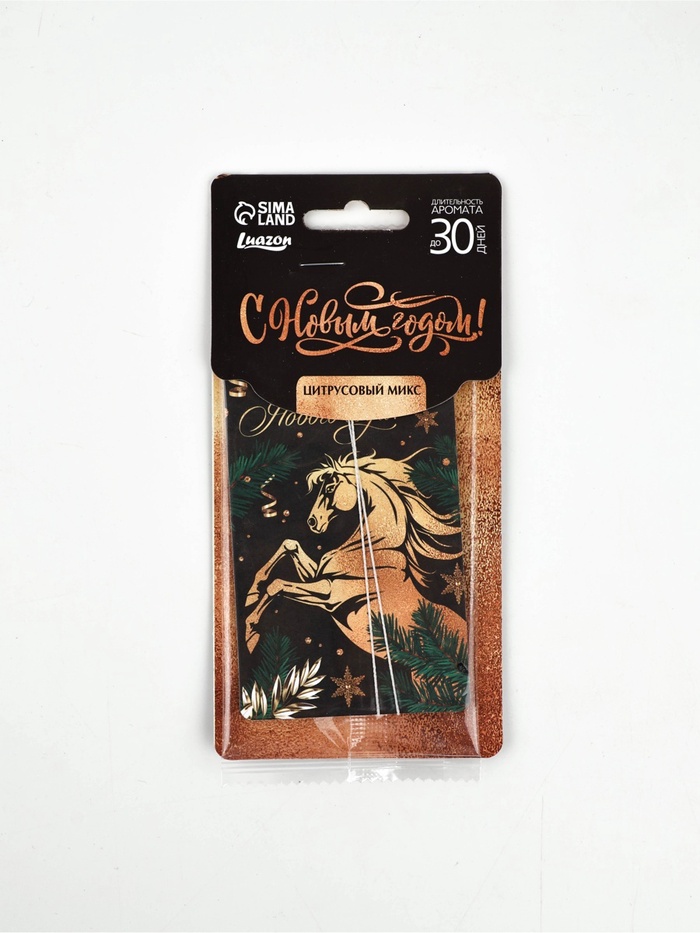 SIMA
LAND
Luazon
ДЛИТЕЛЬНОСТЬ
АРОМАТА
ДО 30 ДНЕЙ
С Новым годом!
ЦИТРУСОВЫЙ МИКС